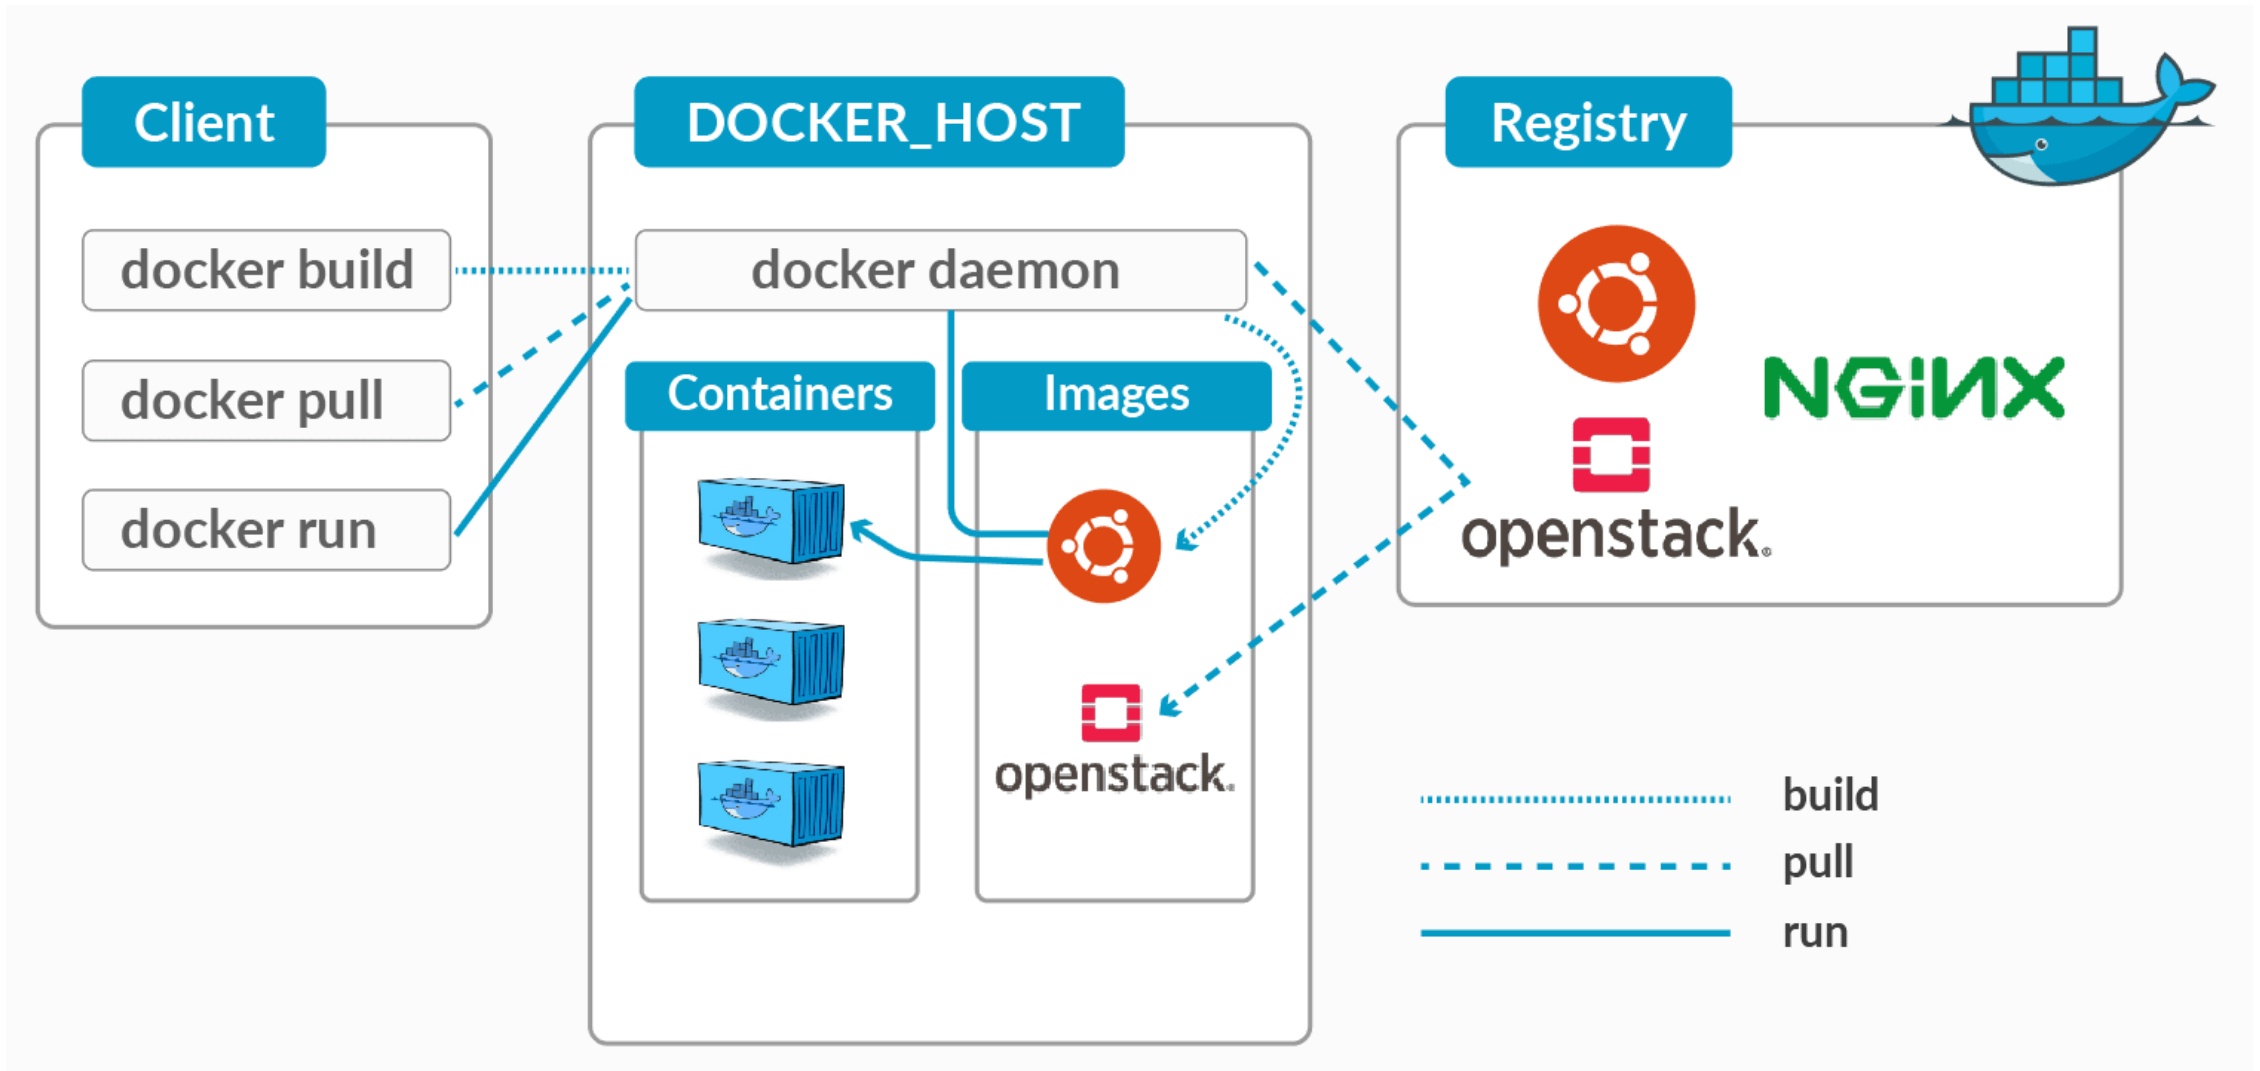 Client
docker build
docker pull
docker run
DOCKER_HOST
docker daemon
Containers
Images
openstack.
Registry
NGiNX
openstack.
build
pull
run